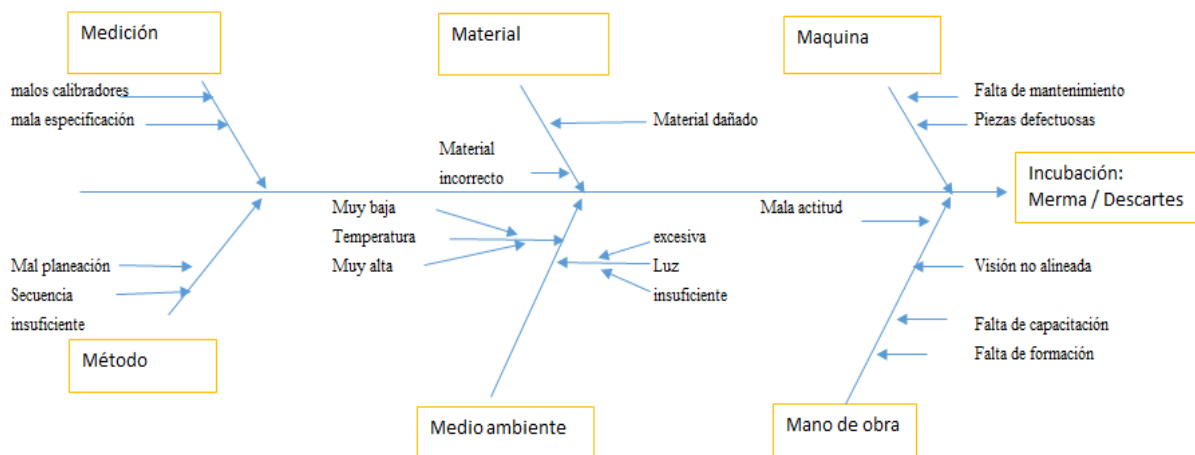 Medición
Material
Maquina
malos calibradores
mala especificación
Material dañado
Material
incorrecto
Falta de mantenimiento
Piezas defectuosas
Incubación:
Merma / Descartes
Muy baja
Temperatura
Muy alta
excesiva
Luz
insuficiente
Mala actitud
Visión no alineada
Falta de capacitación
Falta de formación
Mal planeación
Secuencia
insuficiente
Método
Medio ambiente
Mano de obra